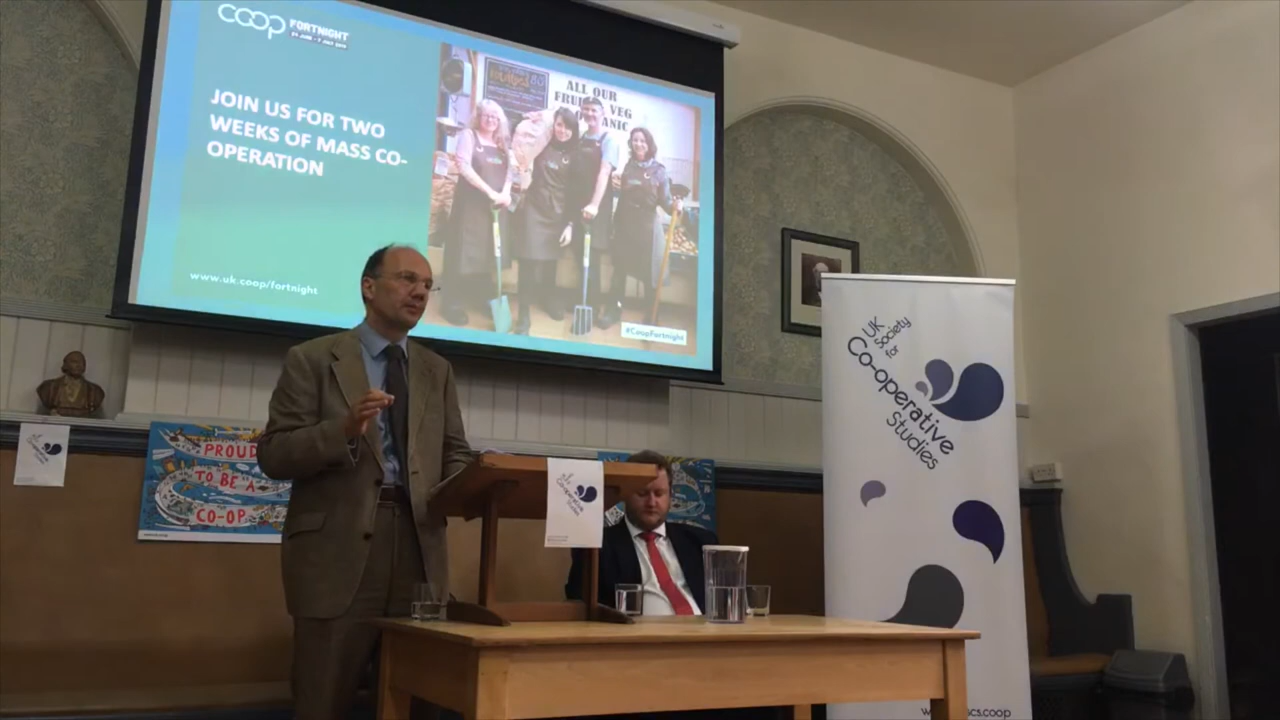 COOP FORTNIGHT
JOIN US FOR TWO
WEEKS OF MASS CO-
OPERATION
www.uk.coop/fortnight
ALL OUR
VEG
#CoopFortnight
PROUD
TO BE A
CO-OP
UK
Society
for
Co-operative
Studies